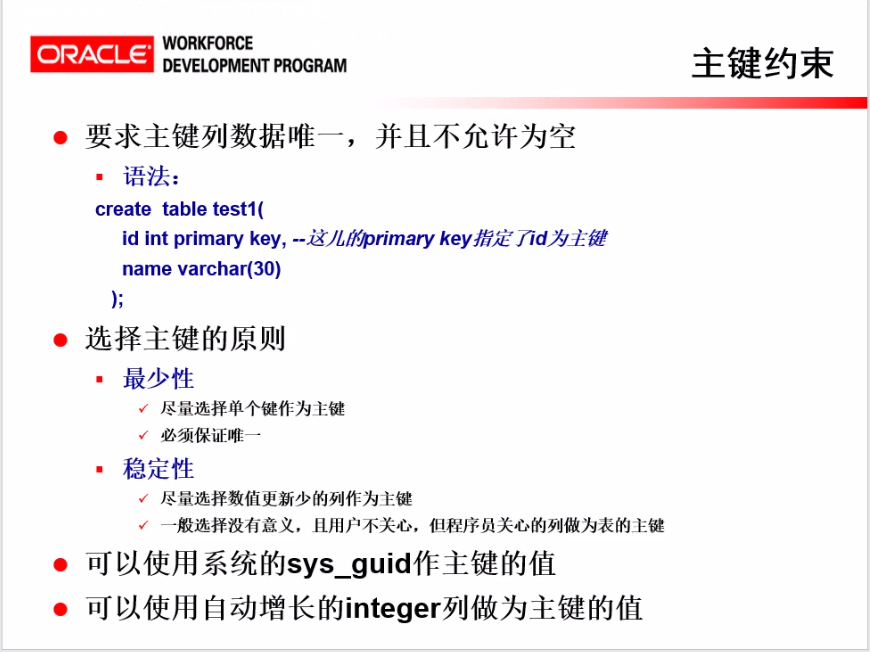 ORACLE
WORKFORCE
DEVELOPMENT PROGRAM
主键约束
要求主键列数据唯一，并且不允许为空
语法：
create table test1(
id int primary key, --这儿的primary key指定了id为主键
name varchar(30)
);
选择主键的原则
最少性
尽量选择单个键作为主键
必须保证唯一
稳定性
尽量选择数值更新少的列作为主键
一般选择没有意义，且用户不关心，但程序员关心的列做为表的主键
可以使用系统的sys_guid作主键的值
可以使用自动增长的integer列做为主键的值